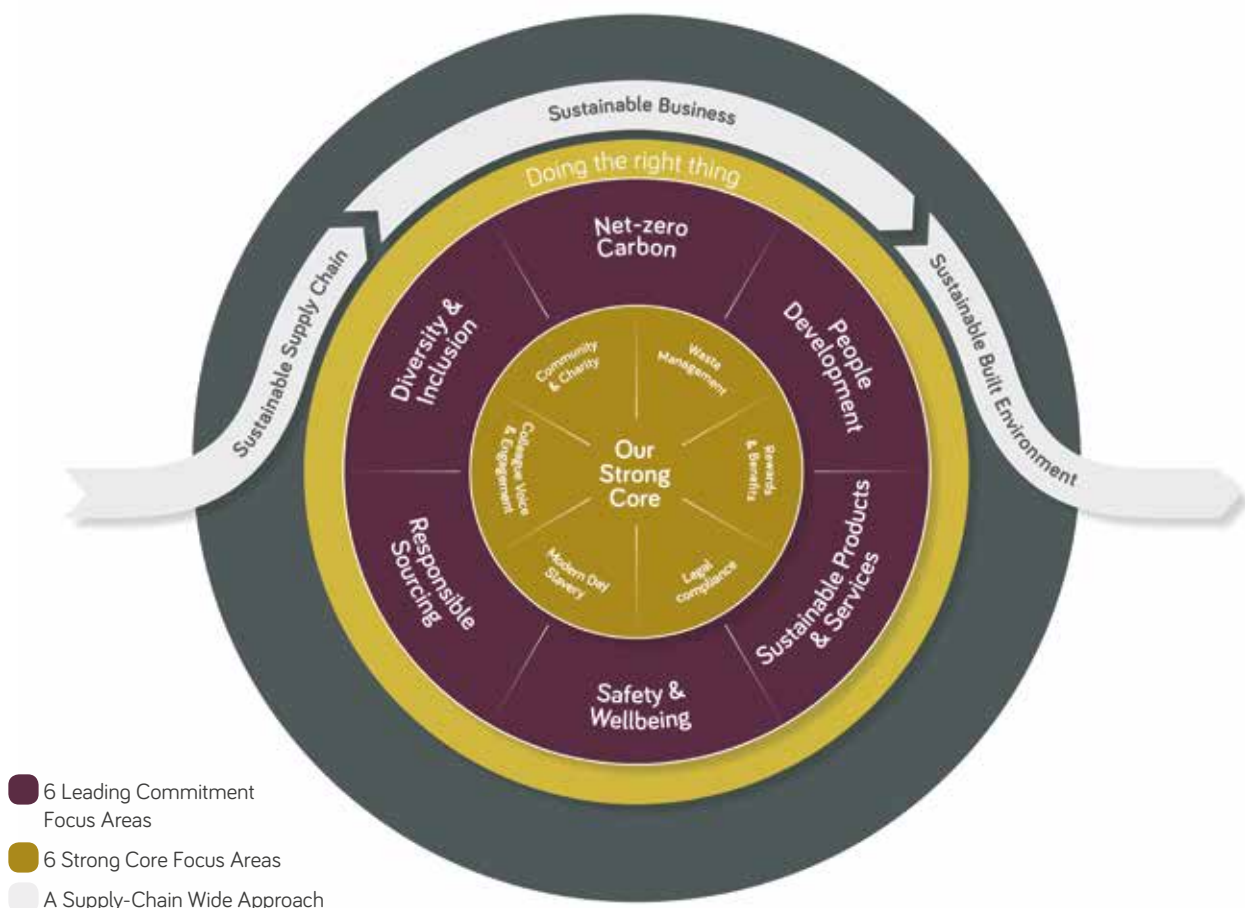 Sustainable Business
Doing the right thing
Sustainable Supply Chain
Sustainable Built Environment
Net-zero
Carbon
People
Development
Sustainable Products
& Services
Safety &
Wellbeing
Responsible
Sourcing
Diversity &
Inclusion
Our
Strong
Core
Community
& Charity
Waste
Management
Rewards
& Benefits
Legal
compliance
Modern Day
Slavery
Colleague Voice
& Engagement
6 Leading Commitment
Focus Areas
6 Strong Core Focus Areas
A Supply-Chain Wide Approach